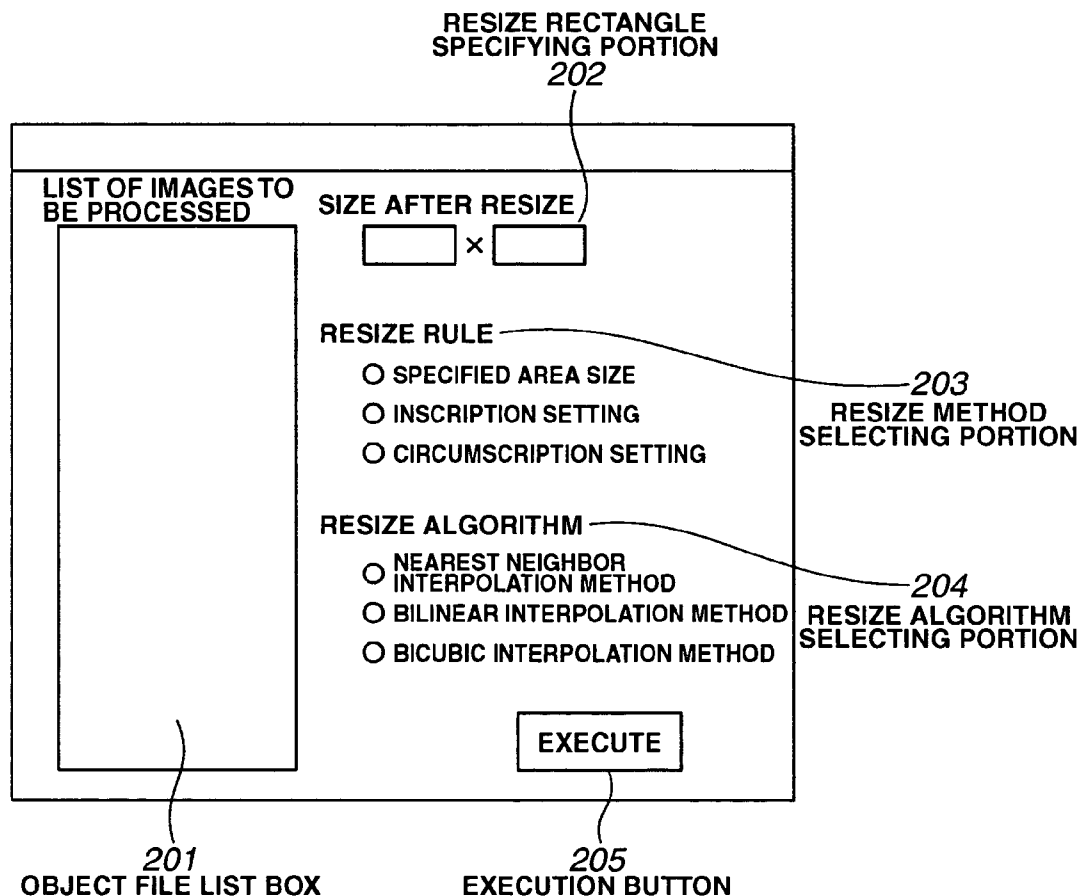 RESIZE RECTANGLE
SPECIFYING PORTION
202
LIST OF IMAGES TO
BE PROCESSED
SIZE AFTER RESIZE
×
RESIZE RULE
SPECIFIED AREA SIZE
INSCRIPTION SETTING
CIRCUMSCRIPTION SETTING
203
RESIZE METHOD
SELECTING PORTION
RESIZE ALGORITHM
NEAREST NEIGHBOR
INTERPOLATION METHOD
BILINEAR INTERPOLATION METHOD
BICUBIC INTERPOLATION METHOD
204
RESIZE ALGORITHM
SELECTING PORTION
EXECUTE
201
OBJECT FILE LIST BOX
205
EXECUTION BUTTON